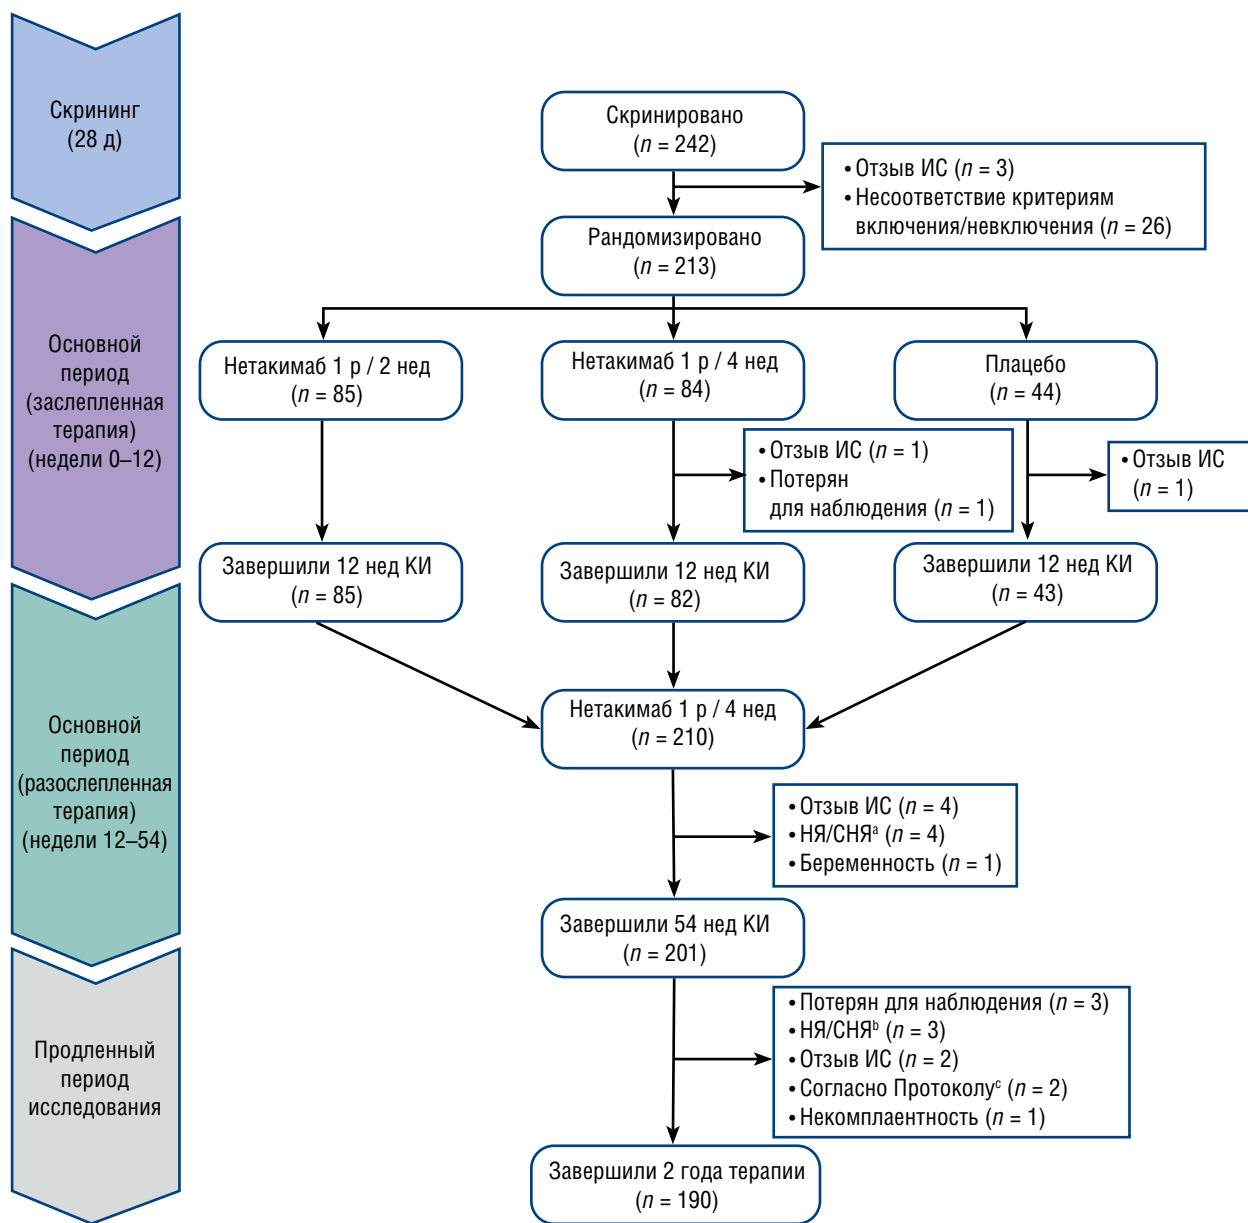 Скрининг
(28 д)
Скринировано
(n = 242)
• Отзыв ИС (n = 3)
• Несоответствие критериям
включения/невключения (n = 26)
Рандомизировано
(n = 213)
Основной
период
(заслепленная
терапия)
(недели 0–12)
Нетакимаб 1 р / 2 нед
(n = 85)
Нетакимаб 1 р / 4 нед
(n = 84)
Плацебо
(n = 44)
• Отзыв ИС (n = 1)
• Потерян
для наблюдения (n = 1)
• Отзыв ИС
(n = 1)
Завершили 12 нед КИ
(n = 85)
Завершили 12 нед КИ
(n = 82)
Завершили 12 нед КИ
(n = 43)
Основной
период
(разослепленная
терапия)
(недели 12–54)
Нетакимаб 1 р / 4 нед
(n = 210)
• Отзыв ИС (n = 4)
• НЯ/СНЯᵃ (n = 4)
• Беременность (n = 1)
Завершили 54 нед КИ
(n = 201)
Продленный
период
исследования
• Потерян для наблюдения (n = 3)
• НЯ/СНЯᵇ (n = 3)
• Отзыв ИС (n = 2)
• Согласно Протоколуᶜ (n = 2)
• Некомплаентность (n = 1)
Завершили 2 года терапии
(n = 190)